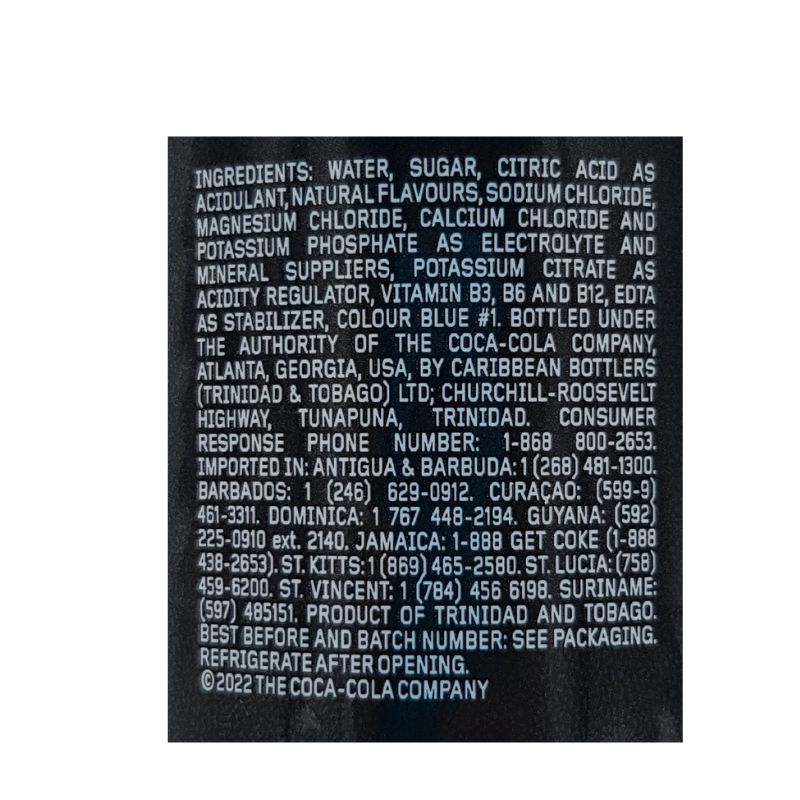 INGREDIENTS: WATER, SUGAR, CITRIC ACID AS
ACIDULANT, NATURAL FLAVOURS, SODIUM CHLORIDE,
MAGNESIUM CHLORIDE, CALCIUM CHLORIDE AND
POTASSIUM PHOSPHATE AS ELECTROLYTE AND
MINERAL SUPPLIERS, POTASSIUM CITRATE AS
ACIDITY REGULATOR, VITAMIN B3, B6 AND B12, EDTA
AS STABILIZER, COLOUR BLUE #1. BOTTLED UNDER
THE AUTHORITY OF THE COCA-COLA COMPANY,
ATLANTA, GEORGIA, USA, BY CARIBBEAN BOTTLERS
(TRINIDAD & TOBAGO) LTD; CHURCHILL-ROOSEVELT
HIGHWAY, TUNAPUNA, TRINIDAD. CONSUMER
RESPONSE PHONE NUMBER: 1-868 800-2653.
IMPORTED IN: ANTIGUA & BARBUDA: 1 (268) 481-1300.
BARBADOS: 1 (246) 629-0912. CURAÇAO: (599-9)
461-3311. DOMINICA: 1 767 448-2194. GUYANA: (592)
225-0910 ext. 2140. JAMAICA: 1-888 GET COKE (1-888
438-2653). ST. KITTS: 1 (869) 465-2580. ST. LUCIA: (758)
459-6200. ST. VINCENT: 1 (784) 456 6198. SURINAME:
(597) 485151. PRODUCT OF TRINIDAD AND TOBAGO.
BEST BEFORE AND BATCH NUMBER: SEE PACKAGING.
REFRIGERATE AFTER OPENING.
©2022 THE COCA-COLA COMPANY